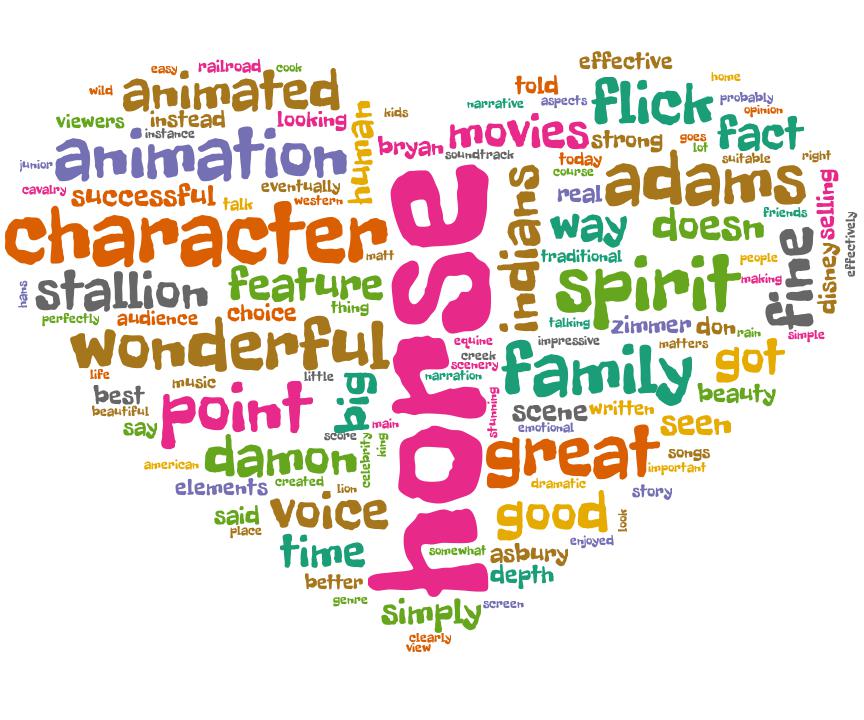 effective
easy railroad cook
told
home
wild
animated
narrative
aspects
flick
probably
opinion
viewers
instead
looking
human
kids
instance
bryan
movies
strong
goes
lot
fact
junior
animation
soundtrack
today
suitable
right
cavalry
successful
eventually
western
talk
course
real
adams
selling
character
matt
horse
indians
way
doesn
friends
effectively
traditional
people
hans
stallion
feature
thing
spirit
making
fine
disney
perfectly
audience
choice
talking
zimmer
don
rain
simple
wonderful
equine
creek
scenery
narration
impressive
matters
family
got
life
music
little
big
best
beautiful
point
main
stunning
scene
written
beauty
say
score
celebrity
king
emotional
seen
damon
american
great
songs
important
elements
created
lion
dramatic
story
said
place
voice
good
look
enjoyed
time
somewhat
asbury
better
depth
genre
simply
screen
clearly
view